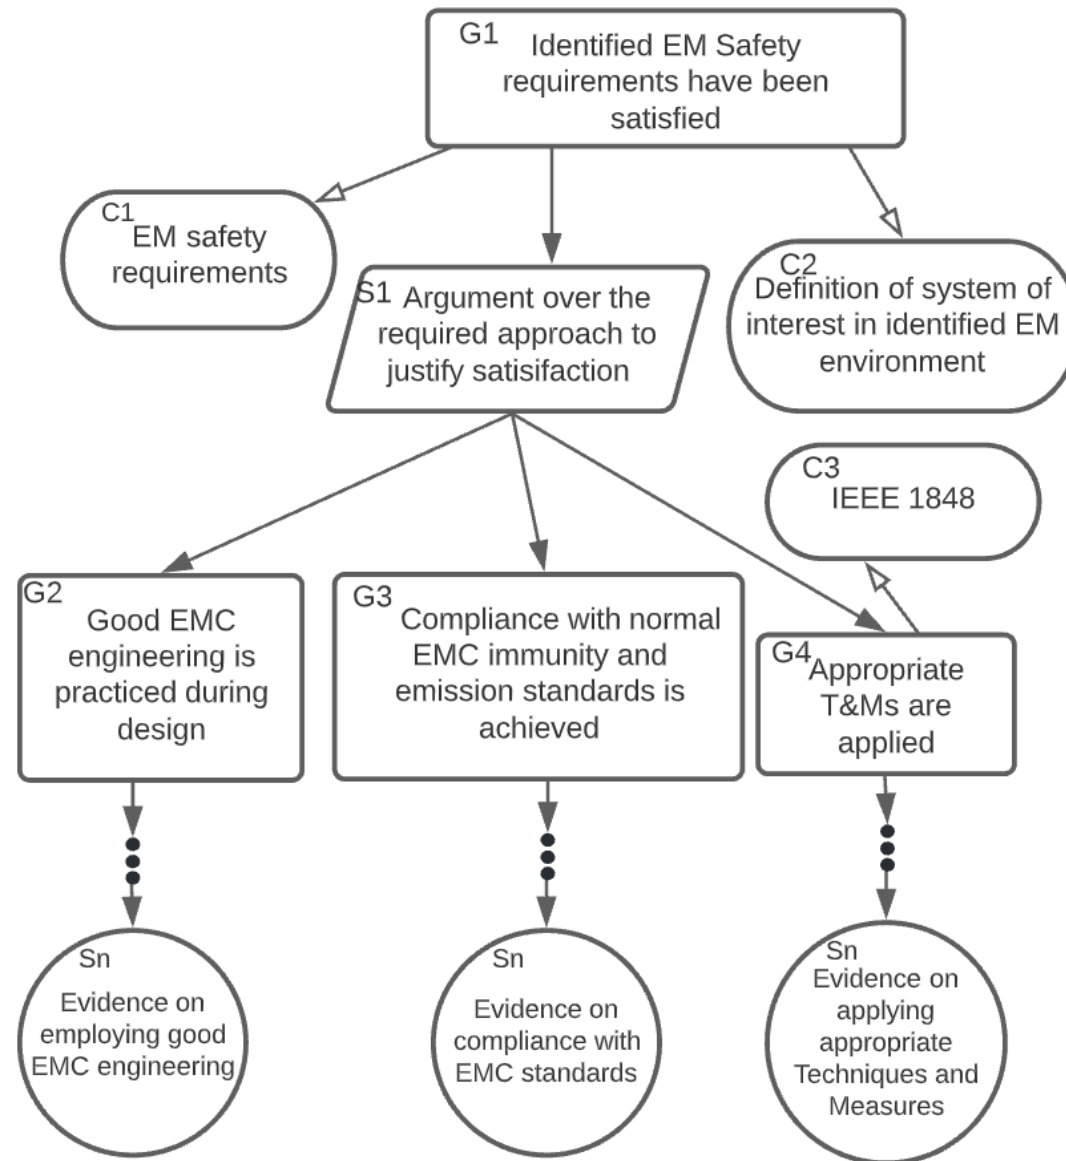 G1 Identified EM Safety
requirements have been
satisfied
C1
EM safety
requirements
S1 Argument over the
required approach to
justify satisifaction
C2
Definition of system of
interest in identified EM
environment
C3
IEEE 1848
G2
Good EMC
engineering is
practiced during
design
G3
Compliance with normal
EMC immunity and
emission standards is
achieved
G4
Appropriate
T&Ms are
applied
Sn
Evidence on
employing good
EMC engineering
Sn
Evidence on
compliance with
EMC standards
Sn
Evidence on
applying
appropriate
Techniques and
Measures